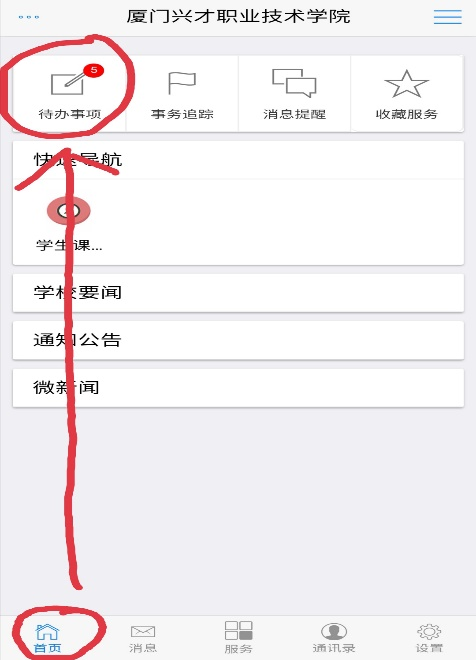 厦门兴才职业技术学院
5
待办事项 事务追踪 消息提醒 收藏服务
快速导航
学生课...
学校要闻
通知公告
微新闻
首页 消息 服务 通讯录 设置